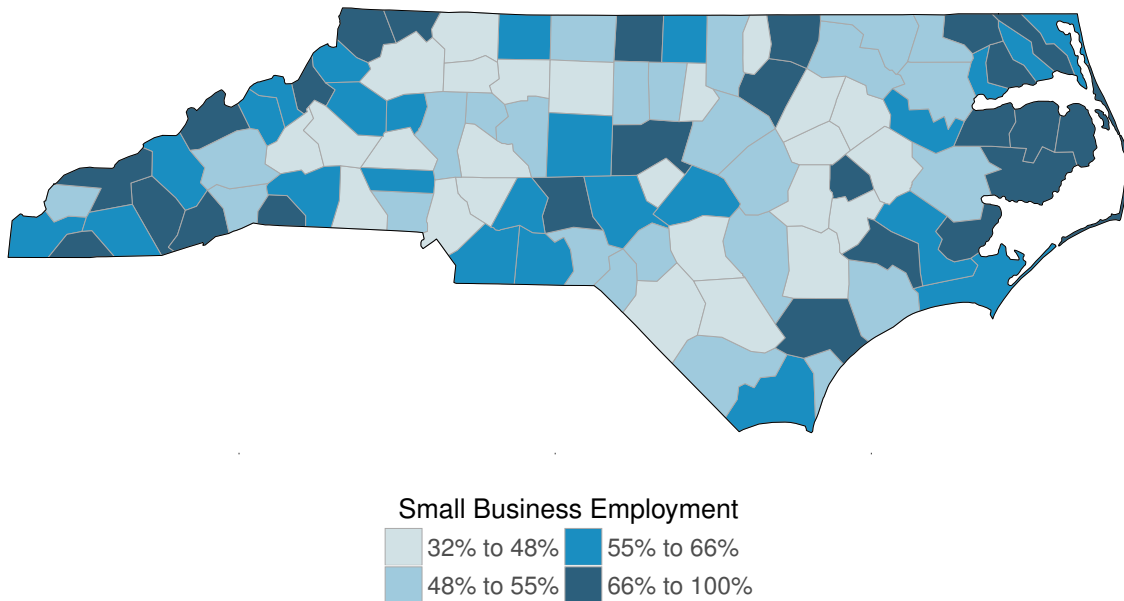 Small Business Employment
32% to 48% 55% to 66%
48% to 55% 66% to 100%